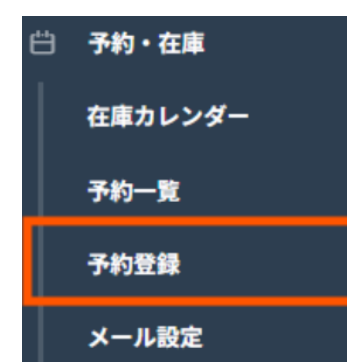 予約・在庫
在庫カレンダー
予約一覧
予約登録
メール設定